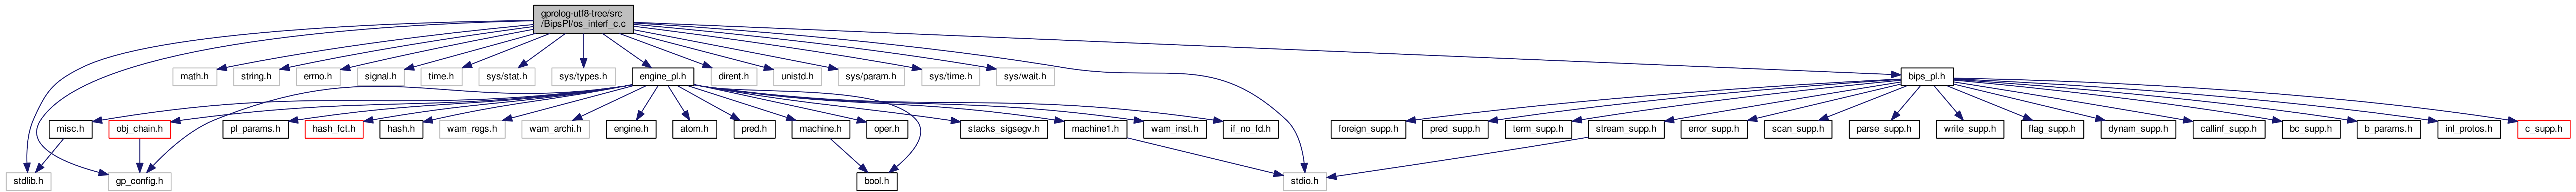 gprolog-utf8-tree/src
/BipsPl/os_interf_c.c
math.h
string.h
errno.h
signal.h
time.h
sys/stat.h
sys/types.h
engine_pl.h
dirent.h
unistd.h
sys/param.h
sys/time.h
sys/wait.h
bips_pl.h
misc.h
obj_chain.h
pl_params.h
hash_fct.h
hash.h
wam_regs.h
wam_archi.h
engine.h
atom.h
pred.h
machine.h
oper.h
stacks_sigsegv.h
machine1.h
wam_inst.h
if_no_fd.h
foreign_supp.h
pred_supp.h
term_supp.h
stream_supp.h
error_supp.h
scan_supp.h
parse_supp.h
write_supp.h
flag_supp.h
dynam_supp.h
callinf_supp.h
bc_supp.h
b_params.h
inl_protos.h
c_supp.h
stdlib.h
gp_config.h
bool.h
stdio.h